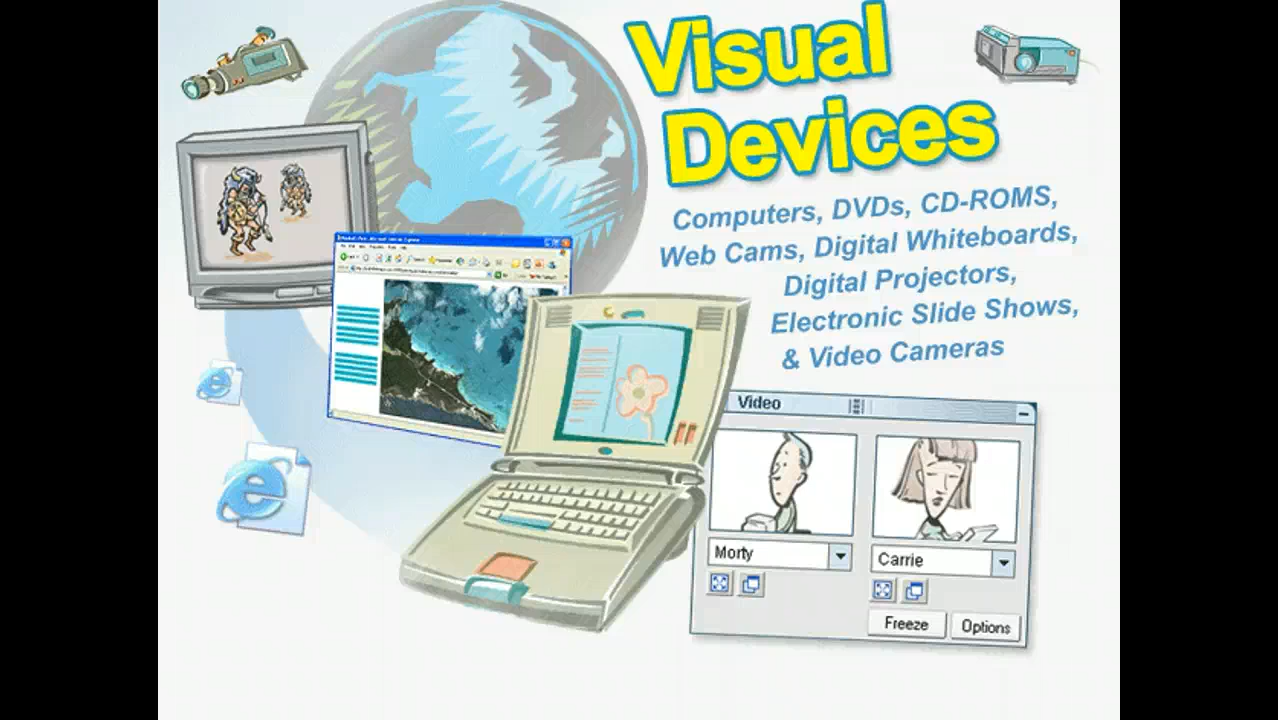 Visual
Devices
Computers, DVDs, CD-ROMS,
Web Cams, Digital Whiteboards,
Digital Projectors,
Electronic Slide Shows,
& Video Cameras
Video
Morty
Carrie
Freeze
Options